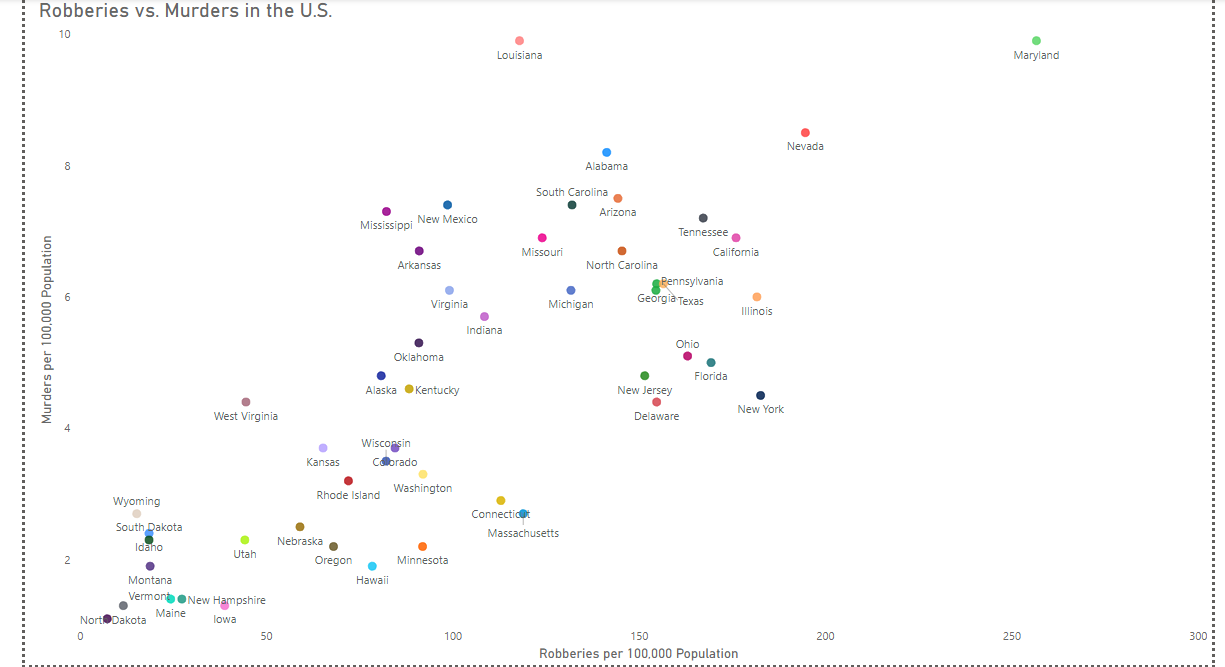 Robberies vs. Murders in the U.S.
10
Louisiana
Maryland
Nevada
8
Alabama
South Carolina
Arizona
Mississippi
New Mexico
Tennessee
Missouri
California
Arkansas
North Carolina
Pennsylvania
6
Virginia
Michigan
Georgia
Texas
Illinois
Indiana
Oklahoma
Ohio
Florida
Alaska
Kentucky
New Jersey
West Virginia
Delaware
New York
4
Wisconsin
Kansas
Colorado
Rhode Island
Washington
Wyoming
Connecticut
South Dakota
Massachusetts
Idaho
Nebraska
Utah
Oregon
Minnesota
2
Montana
Hawaii
Vermont
New Hampshire
Maine
Iowa
North Dakota
Murders per 100,000 Population
0
50
100
150
200
250
300
Robberies per 100,000 Population